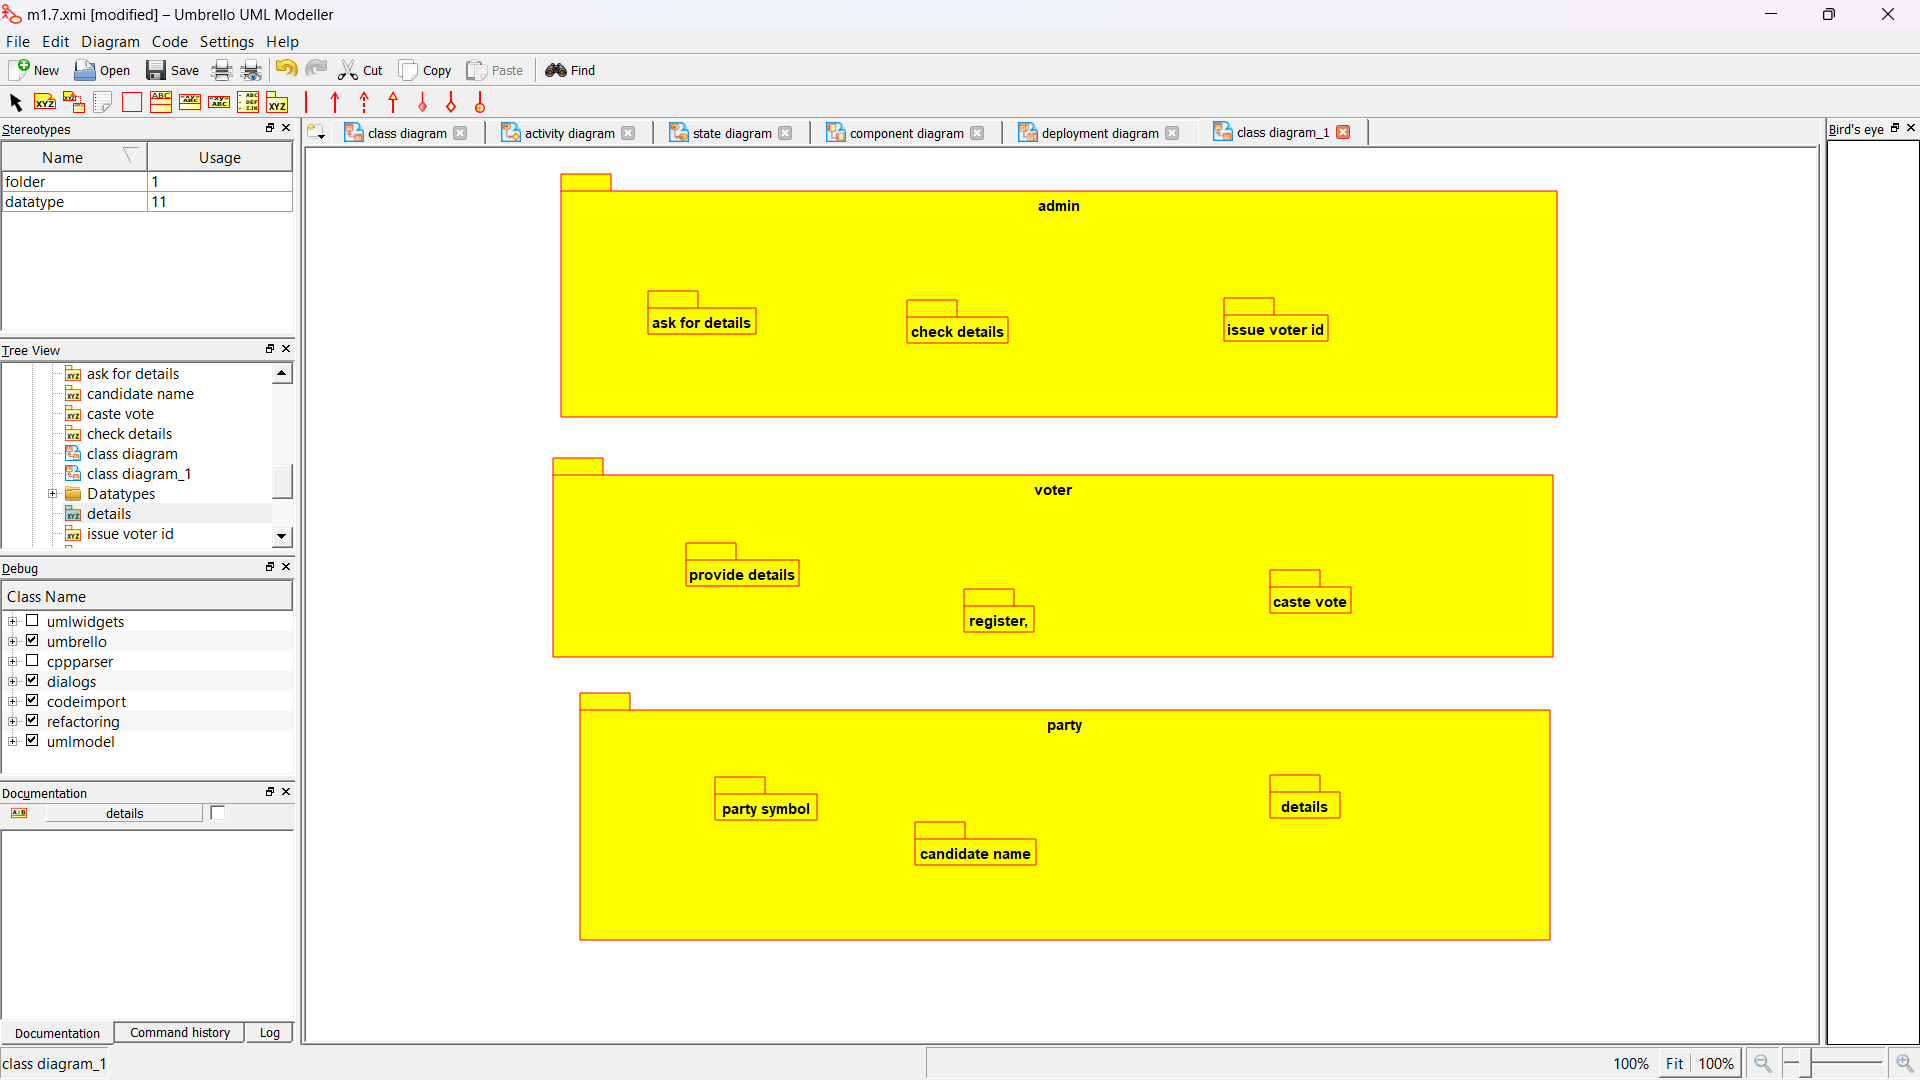 m1.7.xmi [modified] – Umbrello UML Modeller
File Edit Diagram Code Settings Help
New Open Save Cut Copy Paste Find
Stereotypes
Name Usage
folder 1
datatype 11
Tree View
ask for details
candidate name
caste vote
check details
class diagram
class diagram_1
Datatypes
details
issue voter id
Debug
Class Name
umlwidgets
umbrello
cppparser
dialogs
codeimport
refactoring
umlmodel
Documentation
details
Documentation Command history Log
class diagram activity diagram state diagram component diagram deployment diagram class diagram_1
admin
ask for details
check details
issue voter id
voter
provide details
register,
caste vote
party
party symbol
candidate name
details
Bird's eye
class diagram_1
100% Fit 100%